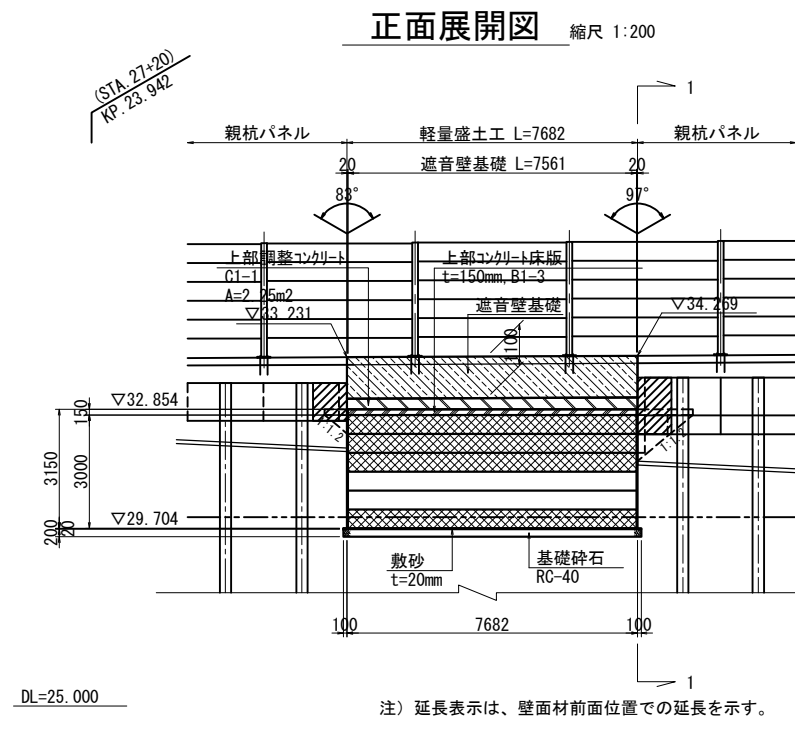 正面展開図 縮尺 1:200
(STA.27+20)
KP.23.942
1
親杭パネル 軽量盛土工 L=7682 親杭パネル
20 遮音壁基礎 L=7561 20
83° 97°
上部調整コンクリート 上部コンクリート床版
C1-1 t=150mm,B1-3
A=2.25m2
▽33.231 遮音壁基礎 ▽34.269
1100
▽32.854
150
1:1.2
3150
3000
▽29.704
200
20
敷砂 基礎砕石
t=20mm RC-40
100 7682 100
1
DL=25.000
注) 延長表示は、壁面材前面位置での延長を示す。